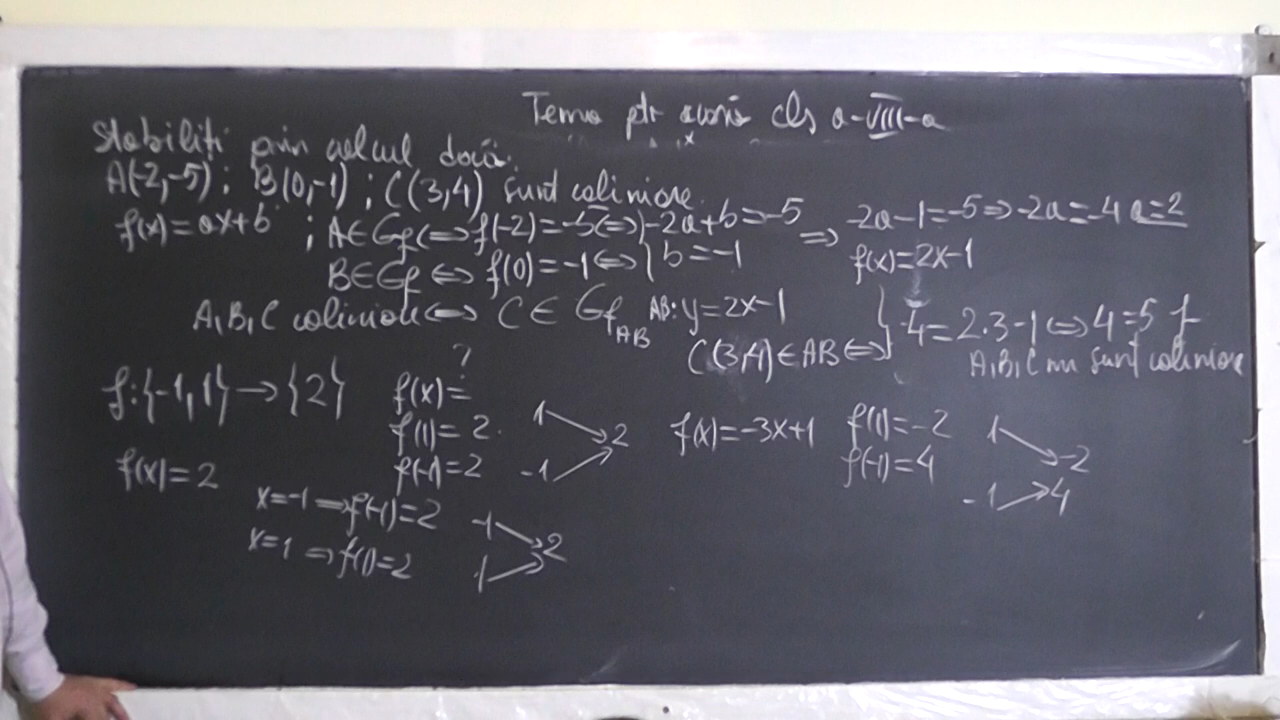 Tema ptr acasă cls a-VIII-a
Stabiliți prin calcul dacă:
A(-2,-5); B(0,-1); C(3,4) sunt coliniare.
f(x)=ax+b ; A∈Gf⇔f(-2)=-5⇔{-2a+b=-5 ⇒ -2a-1=-5⇒-2a=-4 a=2
B∈Gf⇔f(0)=-1⇔{b=-1 f(x)=2x-1
A,B,C coliniare⇔C∈Gf_AB AB: y=2x-1
C(3,4)∈AB⇔} 4=2·3-1⇔4=5 f
A,B,C nu sunt coliniare
f:{-1,1}→{2} f(x)=?
f(1)=2 1 → 2 f(x)=-3x+1 f(1)=-2 1 → -2
f(x)=2 f(-1)=2 -1 f(-1)=4 -1 → 4
x=-1⇒f(-1)=2 -1 → 2
x=1⇒f(1)=2 1